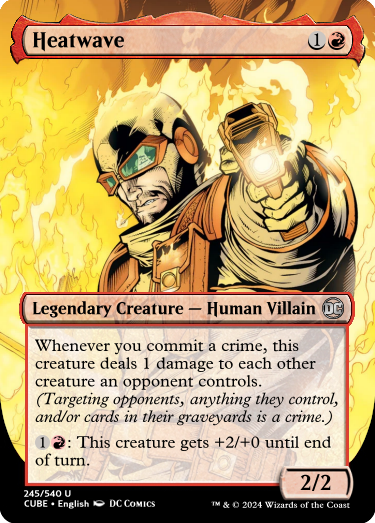 Heatwave 1
Legendary Creature — Human Villain DC
Whenever you commit a crime, this
creature deals 1 damage to each other
creature an opponent controls.
(Targeting opponents, anything they control,
and/or cards in their graveyards is a crime.)
1 : This creature gets +2/+0 until end
of turn.
2/2
245/540 U
CUBE • English DC COMICS
™ & © 2024 Wizards of the Coast